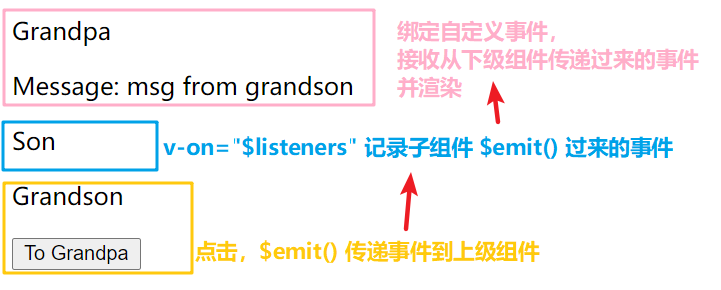 Grandpa
绑定自定义事件，
接收从下级组件传递过来的事件
并渲染
Message: msg from grandson
Son
v-on="$listeners" 记录子组件 $emit() 过来的事件
Grandson
To Grandpa
点击，$emit() 传递事件到上级组件